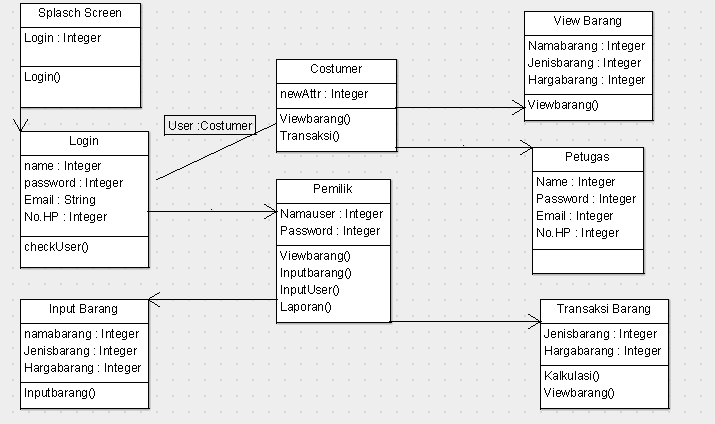 Splasch Screen
Login : Integer
Login()
Login
name : Integer
password : Integer
Email : String
No.HP : Integer
checkUser()
User :Costumer
Costumer
newAttr : Integer
Viewbarang()
Transaksi()
View Barang
Namabarang : Integer
Jenisbarang : Integer
Hargabarang : Integer
Viewbarang()
Petugas
Name : Integer
Password : Integer
Email : Integer
No.HP : Integer
Pemilik
Namauser : Integer
Password : Integer
Viewbarang()
Inputbarang()
InputUser()
Laporan()
Input Barang
namabarang : Integer
Jenisbarang : Integer
Hargabarang : Integer
Inputbarang()
Transaksi Barang
Jenisbarang : Integer
Hargabarang : Integer
Kalkulasi()
Viewbarang()